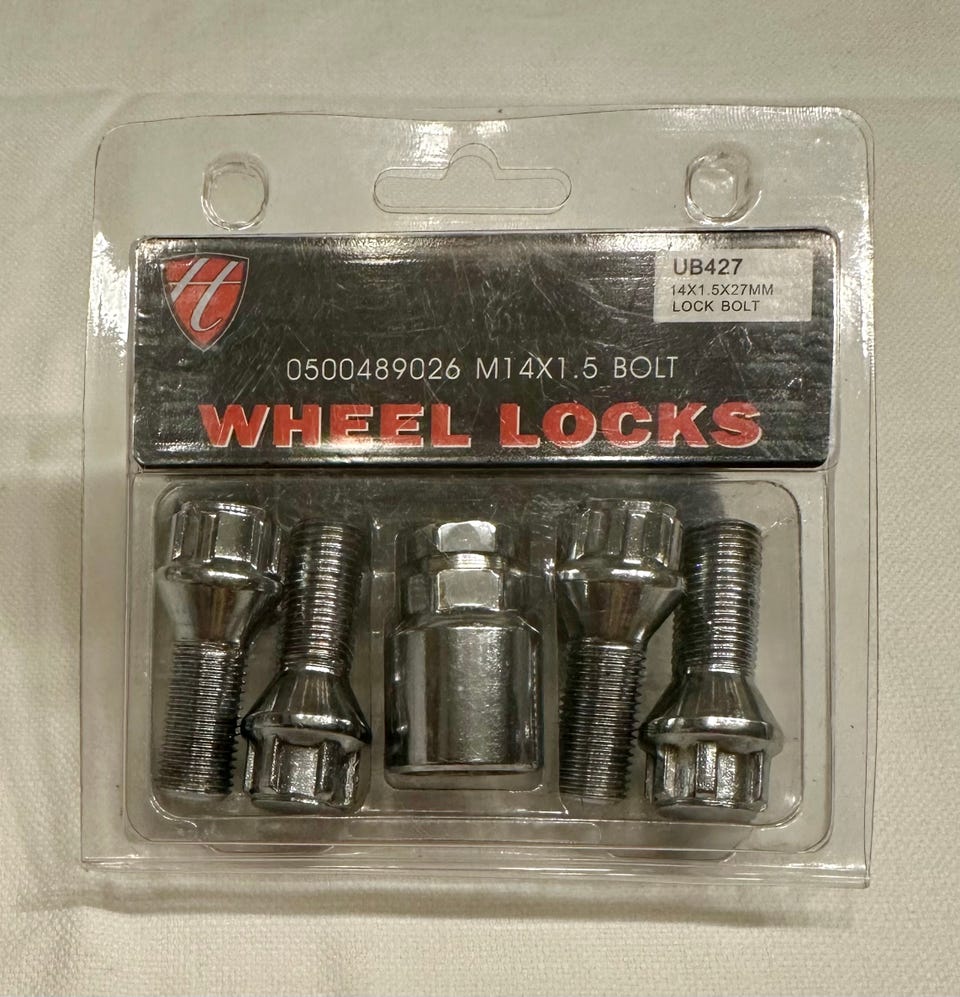 H
UB427
14X1.5X27MM
LOCK BOLT
0500489026 M14X1.5 BOLT
WHEEL LOCKS